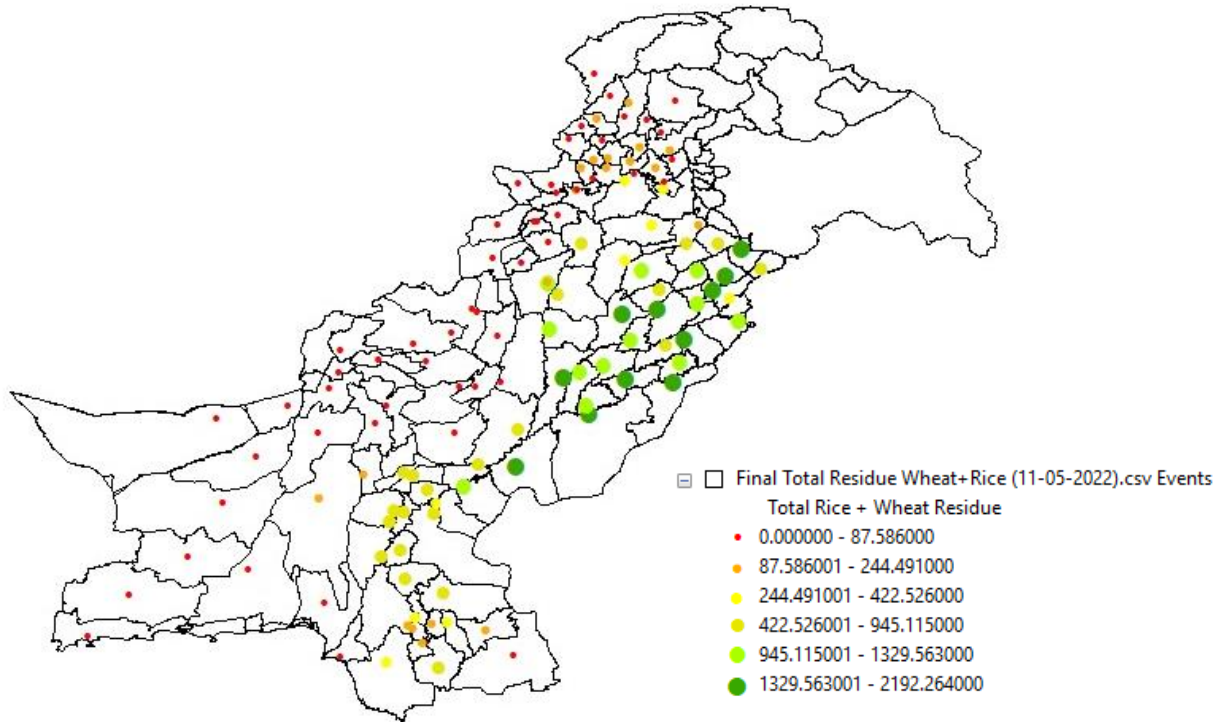 Final Total Residue Wheat+Rice (11-05-2022).csv Events
Total Rice + Wheat Residue
0.000000 - 87.586000
87.586001 - 244.491000
244.491001 - 422.526000
422.526001 - 945.115000
945.115001 - 1329.563000
1329.563001 - 2192.264000